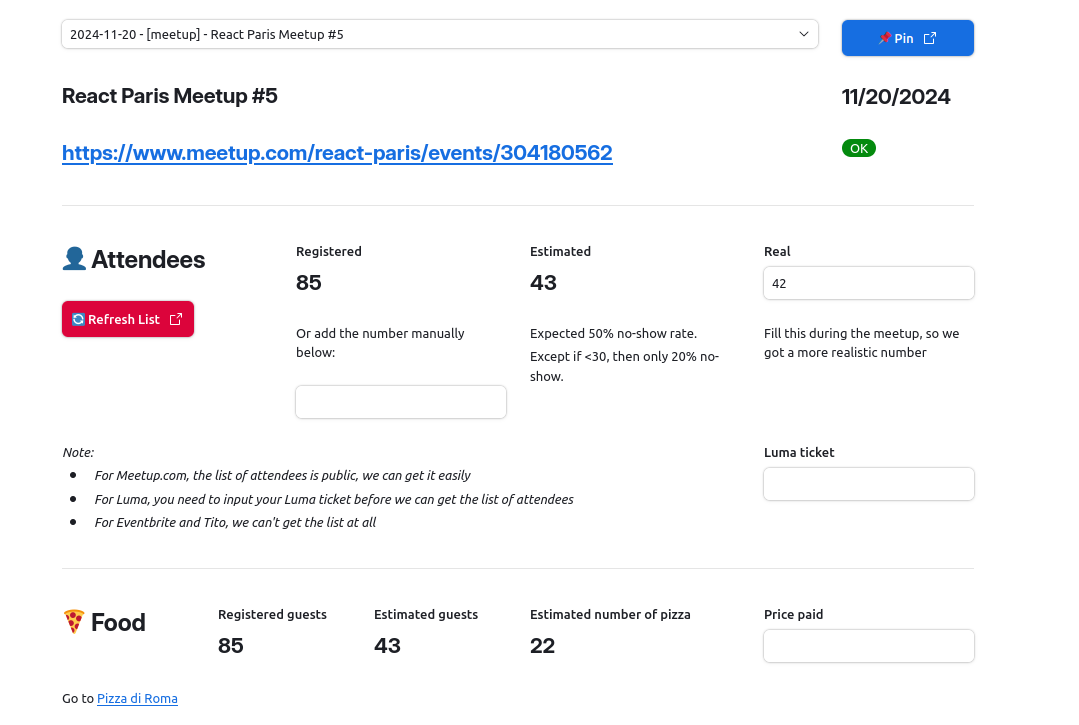 2024-11-20 - [meetup] - React Paris Meetup #5
📌 Pin
React Paris Meetup #5
11/20/2024
https://www.meetup.com/react-paris/events/304180562
OK
👤 Attendees
🔄 Refresh List
Registered
85
Or add the number manually
below:
Estimated
43
Expected 50% no-show rate.
Except if <30, then only 20% no-
show.
Real
42
Fill this during the meetup, so we
got a more realistic number
Note:
• For Meetup.com, the list of attendees is public, we can get it easily
• For Luma, you need to input your Luma ticket before we can get the list of attendees
• For Eventbrite and Tito, we can't get the list at all
Luma ticket
🍕 Food
Registered guests
85
Estimated guests
43
Estimated number of pizza
22
Price paid
Go to Pizza di Roma